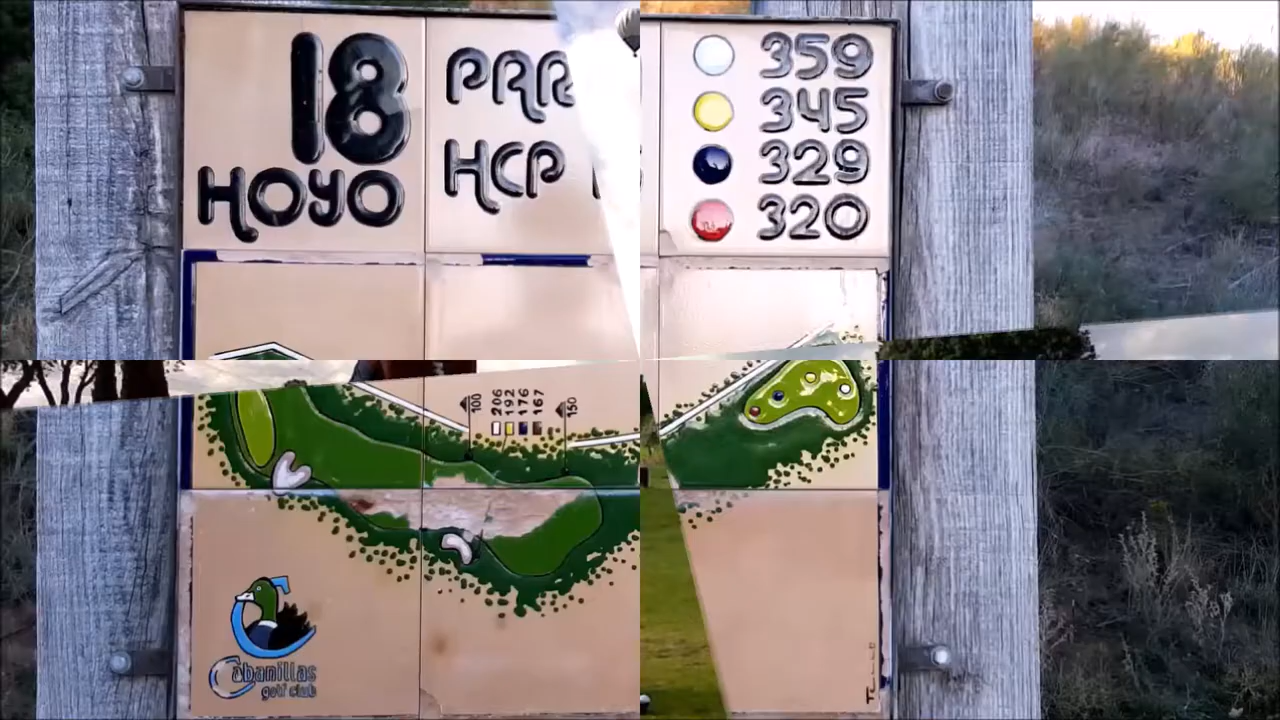 18
HOYO
PAR
HCP
359
345
329
320
100
206
192
176
167
150
Cabanillas
golf club